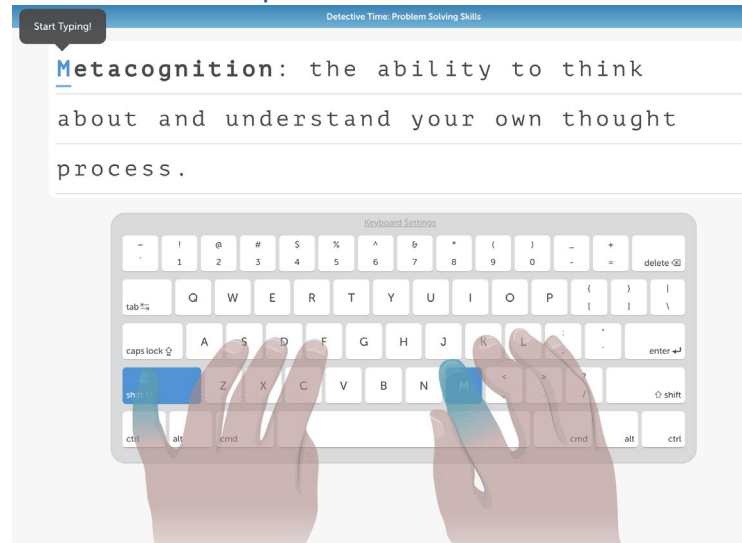 Detective Time: Problem Solving Skills
Start Typing!
Metacognition: the ability to think
about and understand your own thought
process.
Keyboard Settings
~ ! @ # $ % ^ & * ( ) _ +
` 1 2 3 4 5 6 7 8 9 0 - = delete
{ } |
tab Q W E R T Y U I O P [ ] \
caps lock A S D F G H J K L : ; enter
shift Z X C V B N M < > ? / shift
ctrl alt cmd cmd alt ctrl